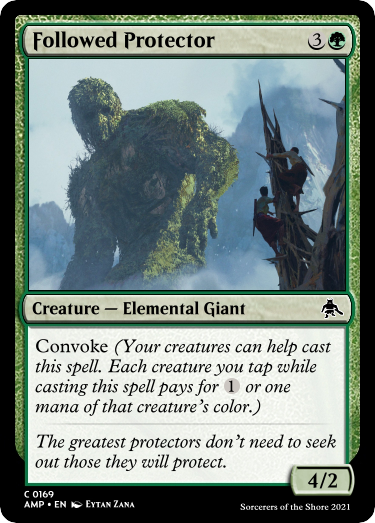 Followed Protector 3
Creature — Elemental Giant
Convoke (Your creatures can help cast
this spell. Each creature you tap while
casting this spell pays for 1 or one
mana of that creature's color.)
The greatest protectors don't need to seek
out those they will protect.
4/2
C 0169
AMP • EN Eytan Zana
Sorcerers of the Shore 2021